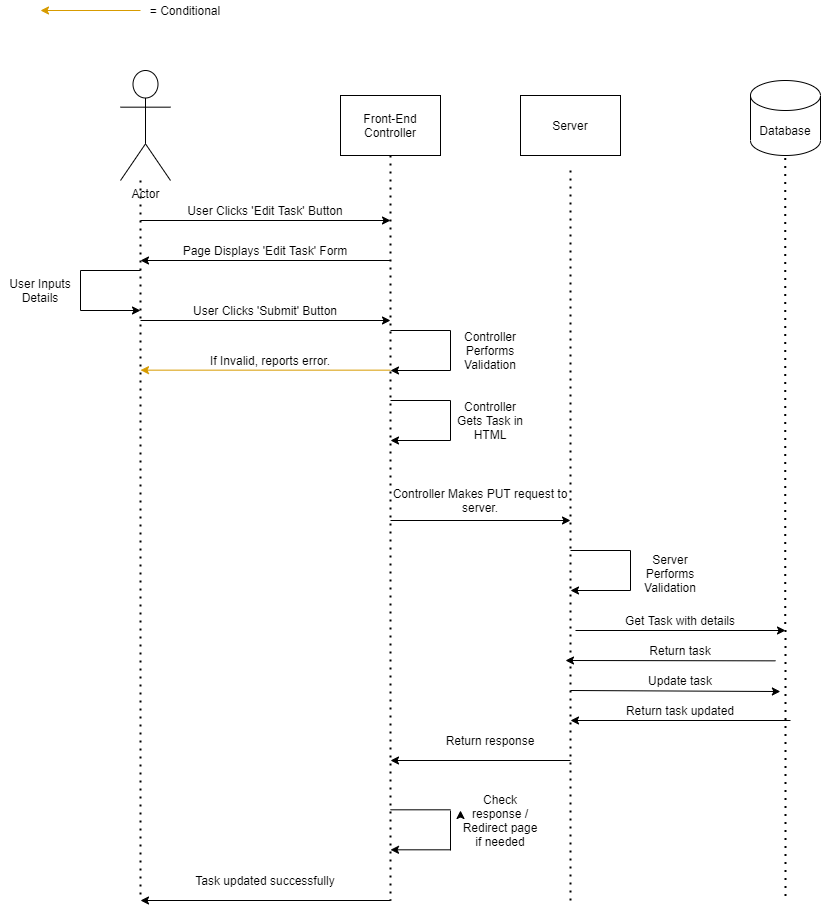 = Conditional
Front-End
Controller
Server
Database
Actor
User Clicks 'Edit Task' Button
Page Displays 'Edit Task' Form
User Inputs
Details
User Clicks 'Submit' Button
Controller
Performs
Validation
If Invalid, reports error.
Controller
Gets Task in
HTML
Controller Makes PUT request to
server.
Server
Performs
Validation
Get Task with details
Return task
Update task
Return task updated
Return response
Check
response /
Redirect page
if needed
Task updated successfully